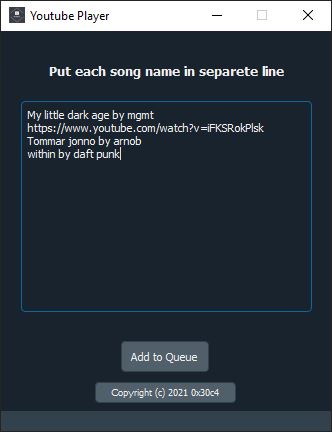 Youtube Player
Put each song name in separete line
My little dark age by mgmt
https://www.youtube.com/watch?v=iFKSRokPlsk
Tommar jonno by arnob
within by daft punk
Add to Queue
Copyright (c) 2021 0x30c4